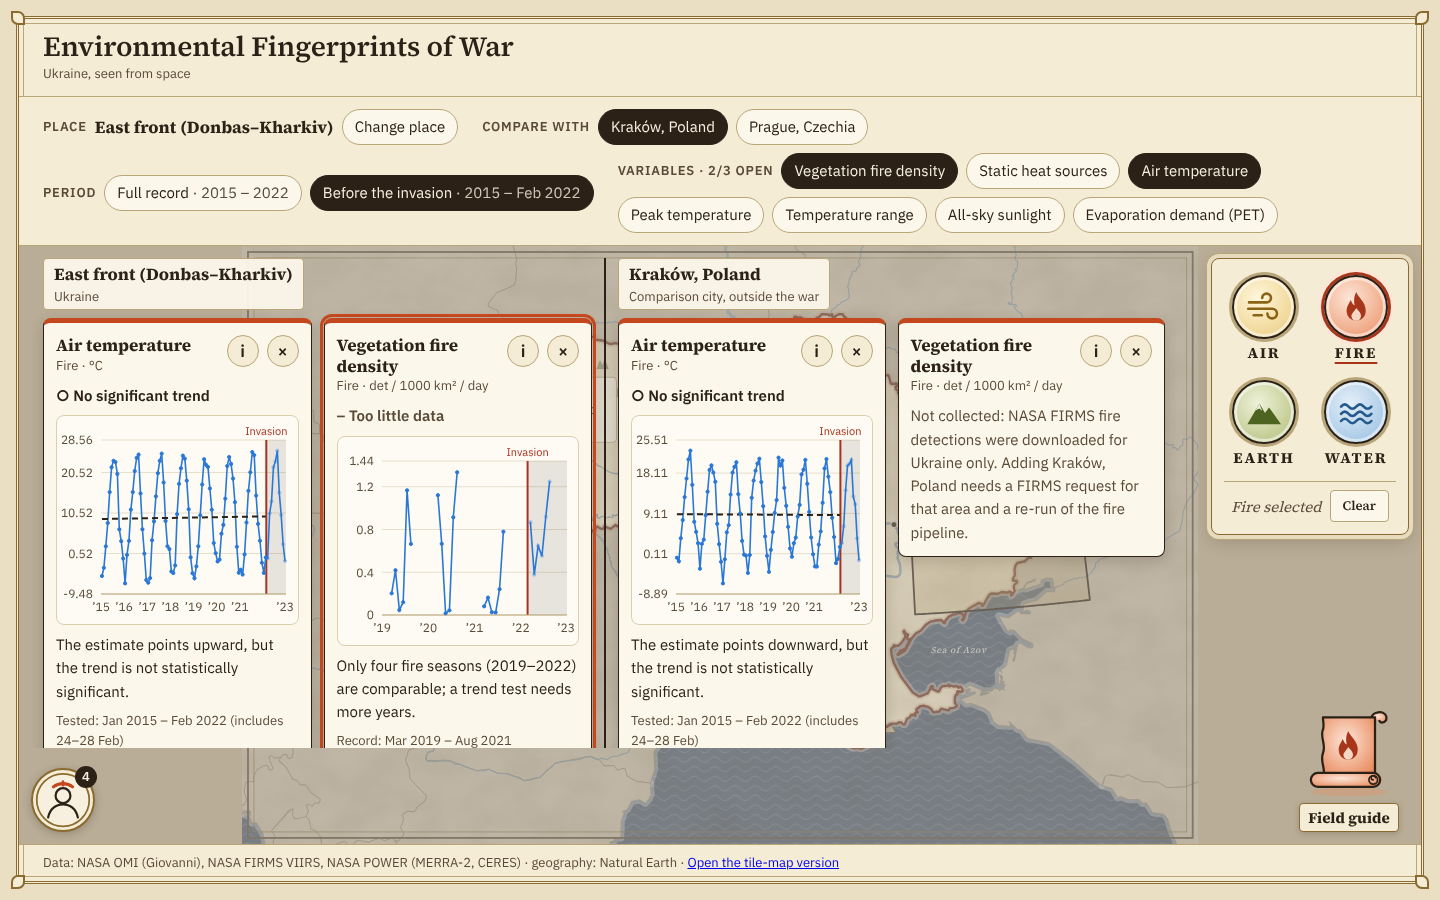 Environmental Fingerprints of War
Ukraine, seen from space
PLACE East front (Donbas–Kharkiv) Change place COMPARE WITH Kraków, Poland Prague, Czechia
PERIOD Full record · 2015 – 2022 Before the invasion · 2015 – Feb 2022
VARIABLES · 2/3 OPEN Vegetation fire density Static heat sources Air temperature
Peak temperature Temperature range All-sky sunlight Evaporation demand (PET)
East front (Donbas–Kharkiv)
Ukraine
Air temperature i ×
Fire · °C
No significant trend
Invasion
28.56
20.52
10.52
0.52
-9.48
’15 ’16 ’17 ’18 ’19 ’20 ’21 ’23
The estimate points upward, but
the trend is not statistically
significant.
Tested: Jan 2015 – Feb 2022 (includes
24–28 Feb)
Vegetation fire
density i ×
Fire · det / 1000 km² / day
– Too little data
Invasion
1.44
1.2
0.8
0.4
0
’19 ’20 ’21 ’22 ’23
Only four fire seasons (2019–2022)
are comparable; a trend test needs
more years.
Record: Mar 2019 – Aug 2021
Kraków, Poland
Comparison city, outside the war
Air temperature i ×
Fire · °C
No significant trend
Invasion
25.51
18.11
9.11
0.11
-8.89
’15 ’16 ’17 ’18 ’19 ’20 ’21 ’23
The estimate points downward, but
the trend is not statistically
significant.
Tested: Jan 2015 – Feb 2022 (includes
24–28 Feb)
Vegetation fire
density i ×
Fire · det / 1000 km² / day
Not collected: NASA FIRMS fire
detections were downloaded for
Ukraine only. Adding Kraków,
Poland needs a FIRMS request for
that area and a re-run of the fire
pipeline.
Sea of Azov
AIR FIRE
EARTH WATER
Fire selected Clear
4
Field guide
Data: NASA OMI (Giovanni), NASA FIRMS VIIRS, NASA POWER (MERRA-2, CERES) · geography: Natural Earth · Open the tile-map version